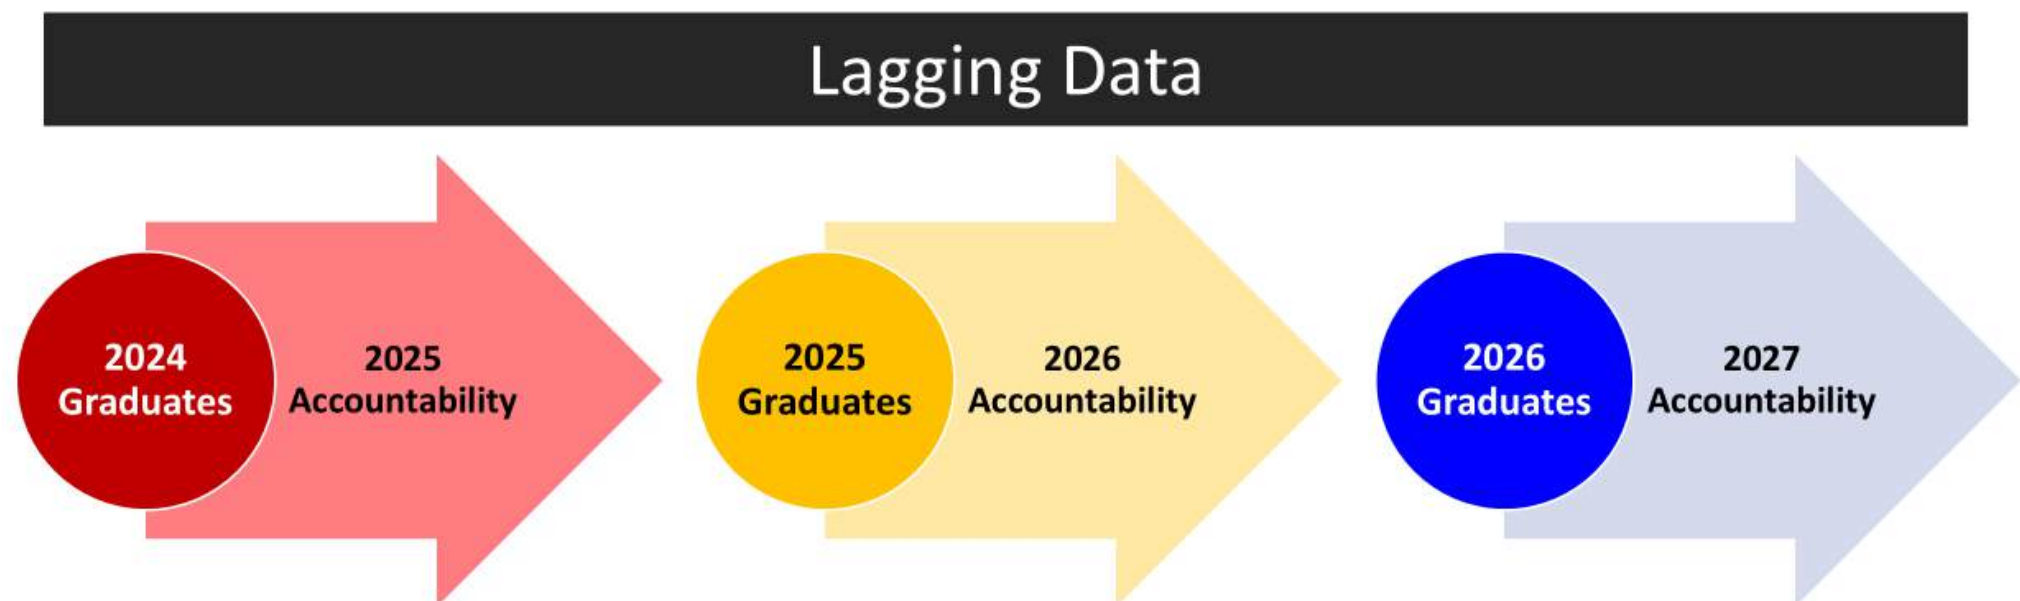 Lagging Data
2024
Graduates
2025
Accountability
2025
Graduates
2026
Accountability
2026
Graduates
2027
Accountability